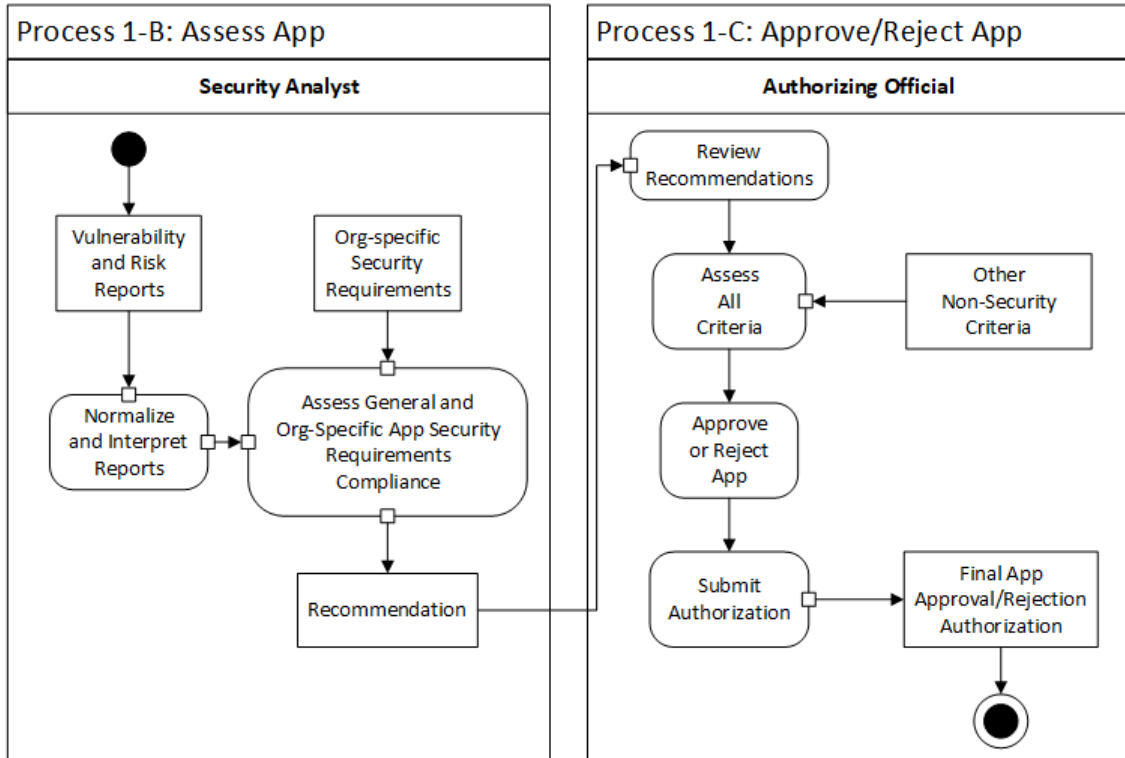 Process 1-B: Assess App
Security Analyst
Vulnerability
and Risk
Reports
Org-specific
Security
Requirements
Normalize
and Interpret
Reports
Assess General and
Org-Specific App Security
Requirements
Compliance
Recommendation
Process 1-C: Approve/Reject App
Authorizing Official
Review
Recommendations
Assess
All
Criteria
Other
Non-Security
Criteria
Approve
or Reject
App
Submit
Authorization
Final App
Approval/Rejection
Authorization